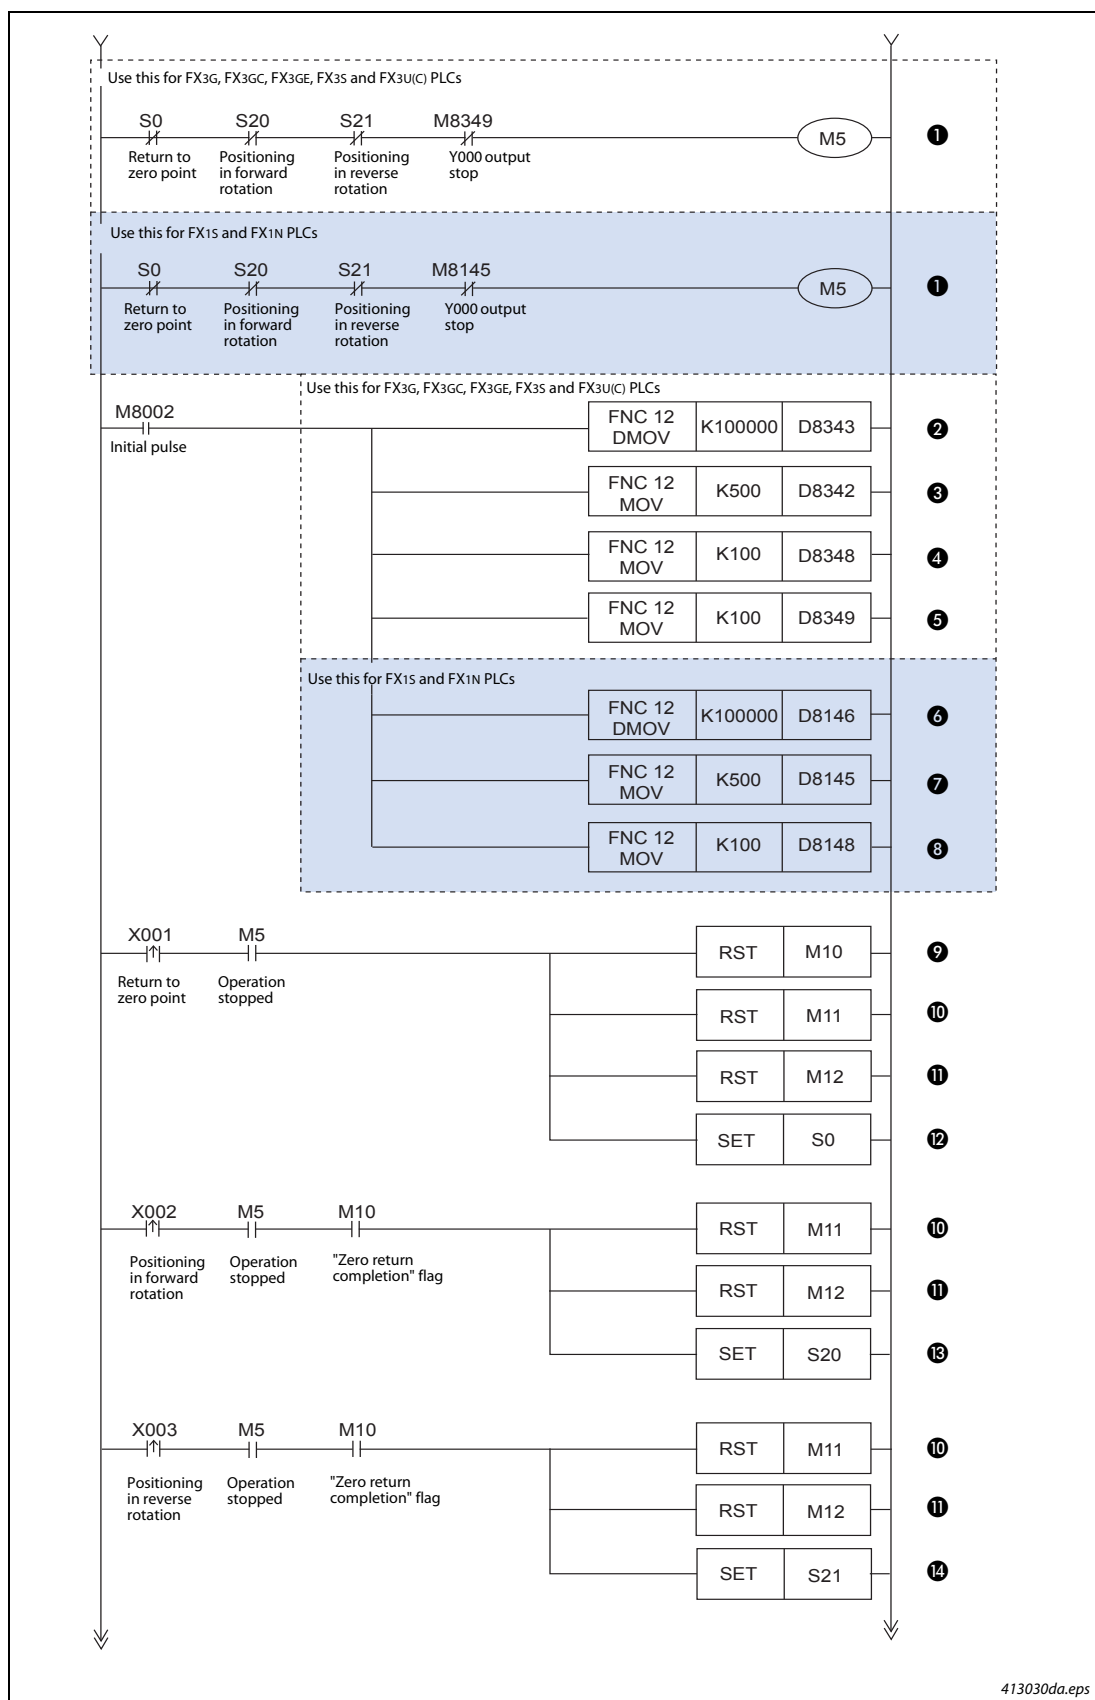 Use this for FX3G, FX3GC, FX3GE, FX3S and FX3U(C) PLCs
S0 S20 S21 M8349
M5 ❶
Return to zero point
Positioning in forward rotation
Positioning in reverse rotation
Y000 output stop
Use this for FX1S and FX1N PLCs
S0 S20 S21 M8145
M5 ❶
Return to zero point
Positioning in forward rotation
Positioning in reverse rotation
Y000 output stop
Use this for FX3G, FX3GC, FX3GE, FX3S and FX3U(C) PLCs
M8002
Initial pulse
FNC 12 DMOV K100000 D8343 ❷
FNC 12 MOV K500 D8342 ❸
FNC 12 MOV K100 D8348 ❹
FNC 12 MOV K100 D8349 ❺
Use this for FX1S and FX1N PLCs
FNC 12 DMOV K100000 D8146 ❻
FNC 12 MOV K500 D8145 ❼
FNC 12 MOV K100 D8148 ❽
X001 M5
Return to zero point
Operation stopped
RST M10 ❾
RST M11 ❿
RST M12 ⓫
SET S0 ⓬
X002 M5 M10
Positioning in forward rotation
Operation stopped
"Zero return completion" flag
RST M11 ❿
RST M12 ⓫
SET S20 ⓭
X003 M5 M10
Positioning in reverse rotation
Operation stopped
"Zero return completion" flag
RST M11 ❿
RST M12 ⓫
SET S21 ⓮
413030da.eps